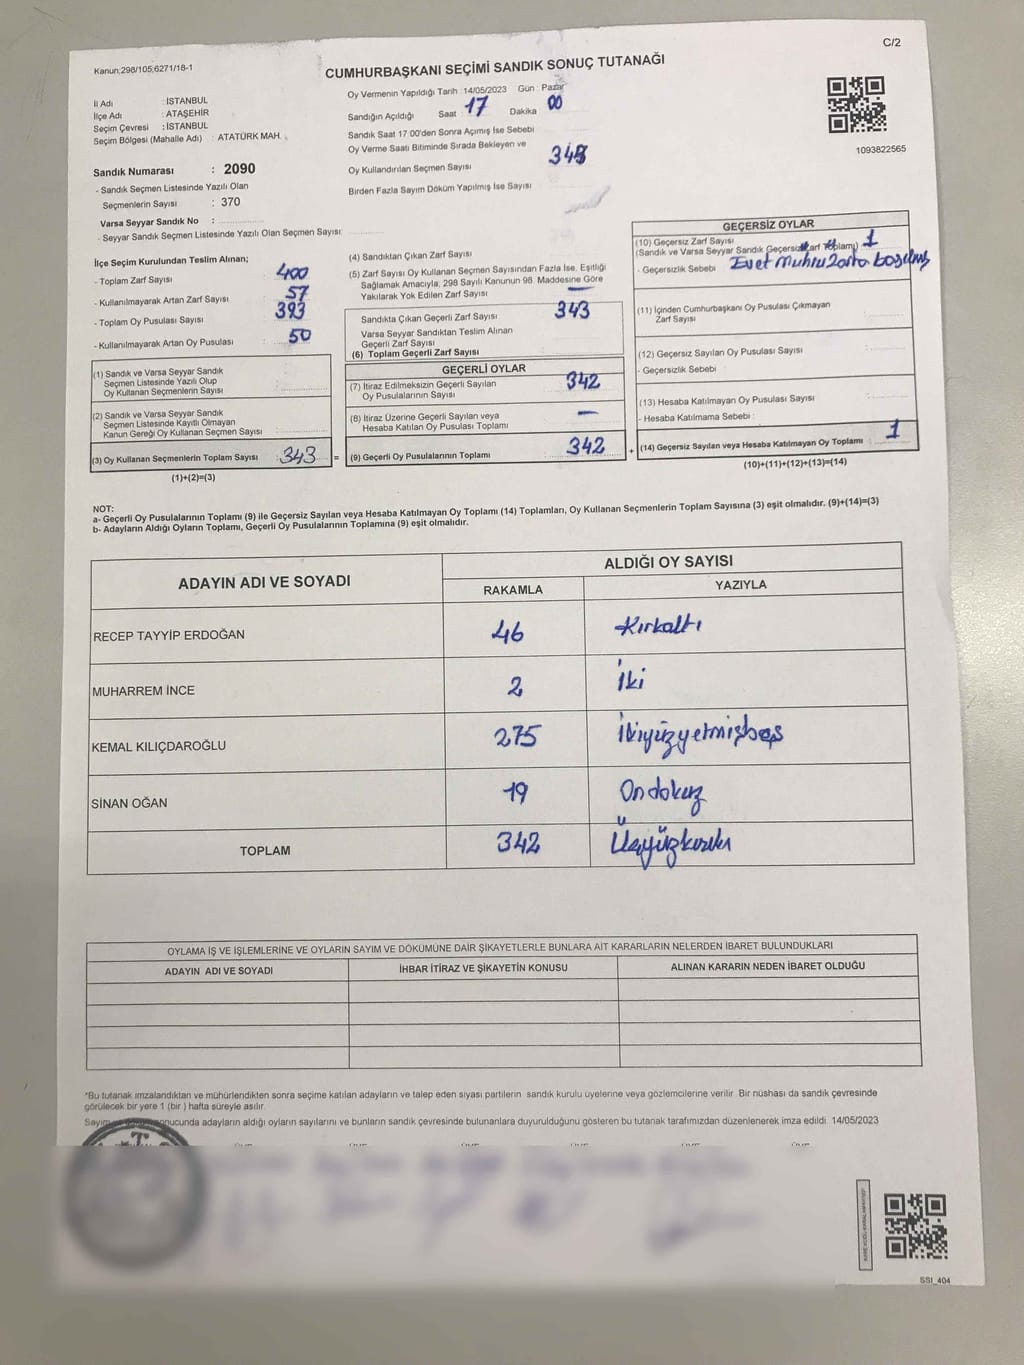 C/2
Kanun;298/105,6271/18-1
CUMHURBAŞKANI SEÇİMİ SANDIK SONUÇ TUTANAĞI
İl Adı : İSTANBUL
İlçe Adı : ATAŞEHİR
Seçim Çevresi : İSTANBUL
Seçim Bölgesi (Mahalle Adı) : ATATÜRK MAH.
Sandık Numarası : 2090
- Sandık Seçmen Listesinde Yazılı Olan
Seçmenlerin Sayısı : 370
Varsa Seyyar Sandık No :
- Seyyar Sandık Seçmen Listesinde Yazılı Olan Seçmen Sayısı:
Oy Vermenin Yapıldığı Tarih :14/05/2023 Gün : Pazar
Sandığın Açıldığı Saat : 17 Dakika 00
Sandık Saat 17 00'den Sonra Açımış İse Sebebi
Oy Verme Saati Bitiminde Sırada Bekleyen ve
Oy Kullandırılan Seçmen Sayısı
Birden Fazla Sayım Döküm Yapılmış İse Sayısı
1093822565
İlçe Seçim Kurulundan Teslim Alınan;
- Toplam Zarf Sayısı : 400
- Kullanılmayarak Artan Zarf Sayısı : 57
- Toplam Oy Pusulası Sayısı : 393
- Kullanılmayarak Artan Oy Pusulası : 50
(1) Sandık ve Varsa Seyyar Sandık
Seçmen Listesinde Yazılı Olup
Oy Kullanan Seçmenlerin Sayısı
(2) Sandık ve Varsa Seyyar Sandık
Seçmen Listesinde Kayıtlı Olmayan
Kanun Gereği Oy Kullanan Seçmen Sayısı
(3) Oy Kullanan Seçmenlerin Toplam Sayısı : 343 =
(1)+(2)=(3)
(4) Sandıktan Çıkan Zarf Sayısı
(5) Zarf Sayısı Oy Kullanan Seçmen Sayısından Fazla İse, Eşitliği
Sağlamak Amacıyla, 298 Sayılı Kanunun 98. Maddesine Göre
Yakılarak Yok Edilen Zarf Sayısı —
Sandıkta Çıkan Geçerli Zarf Sayısı 343
Varsa Seyyar Sandıktan Teslim Alınan
Geçerli Zarf Sayısı
(6) Toplam Geçerli Zarf Sayısı
GEÇERLİ OYLAR
(7) İtiraz Edilmeksizin Geçerli Sayılan
Oy Pusulalarının Sayısı 342
(8) İtiraz Üzerine Geçerli Sayılan veya
Hesaba Katılan Oy Pusulası Toplamı —
(9) Geçerli Oy Pusulalarının Toplamı 342 +
GEÇERSİZ OYLAR
(10) Geçersiz Zarf Sayısı 1
(Sandık ve Varsa Seyyar Sandık Geçersiz Zarf Toplamı)
- Geçersizlik Sebebi : Evet Mührü Zarfa basılmış
(11) İçinden Cumhurbaşkanı Oy Pusulası Çıkmayan
Zarf Sayısı
(12) Geçersiz Sayılan Oy Pusulası Sayısı
- Geçersizlik Sebebi
(13) Hesaba Katılmayan Oy Pusulası Sayısı
- Hesaba Katılmama Sebebi :
(14) Geçersiz Sayılan veya Hesaba Katılmayan Oy Toplamı : 1
(10)+(11)+(12)+(13)=(14)
NOT:
a- Geçerli Oy Pusulalarının Toplamı (9) ile Geçersiz Sayılan veya Hesaba Katılmayan Oy Toplamı (14) Toplamları, Oy Kullanan Seçmenlerin Toplam Sayısına (3) eşit olmalıdır. (9)+(14)=(3)
b- Adayların Aldığı Oyların Toplamı, Geçerli Oy Pusulalarının Toplamına (9) eşit olmalıdır.
ADAYIN ADI VE SOYADI ALDIĞI OY SAYISI
RAKAMLA YAZIYLA
RECEP TAYYİP ERDOĞAN 46 Kırkaltı
MUHARREM İNCE 2 İki
KEMAL KILIÇDAROĞLU 275 İkiyüzyetmişbeş
SİNAN OĞAN 19 Ondokuz
TOPLAM 342 Üçyüzkırkiki
OYLAMA İŞ VE İŞLEMLERİNE VE OYLARIN SAYIM VE DÖKÜMÜNE DAİR ŞİKAYETLERLE BUNLARA AİT KARARLARIN NELERDEN İBARET BULUNDUKLARI
ADAYIN ADI VE SOYADI İHBAR İTİRAZ VE ŞİKAYETİN KONUSU ALINAN KARARIN NEDEN İBARET OLDUĞU
*Bu tutanak imzalandıktan ve mühürlendikten sonra seçime katılan adayların ve talep eden siyasi partilerin sandık kurulu üyelerine veya gözlemcilerine verilir. Bir nüshası da sandık çevresinde
görülecek bir yere 1 (bir ) hafta süreyle asılır.
adayların aldığı oyların sayılarını ve bunların sandık çevresinde bulunanlara duyurulduğunu gösteren bu tutanak tarafımızdan düzenlenerek imza edildi 14/05/2023
SSI_404